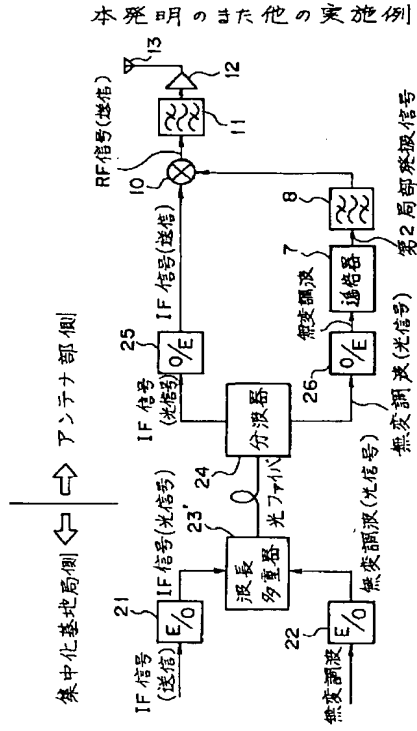 本発明のまた他の実施例
集中化基地局側
アンテナ部側
IF信号
(送信)
21
E/O
IF信号(光信号)
無変調波
22
E/O
無変調波(光信号)
23'
波長
多重器
光ファイバ
24
分波器
IF信号
(光信号)
25
O/E
IF信号(送信)
無変調波(光信号)
26
O/E
無変調波
7
逓倍器
第2局部発振信号
8
10
RF信号(送信)
11
12
13